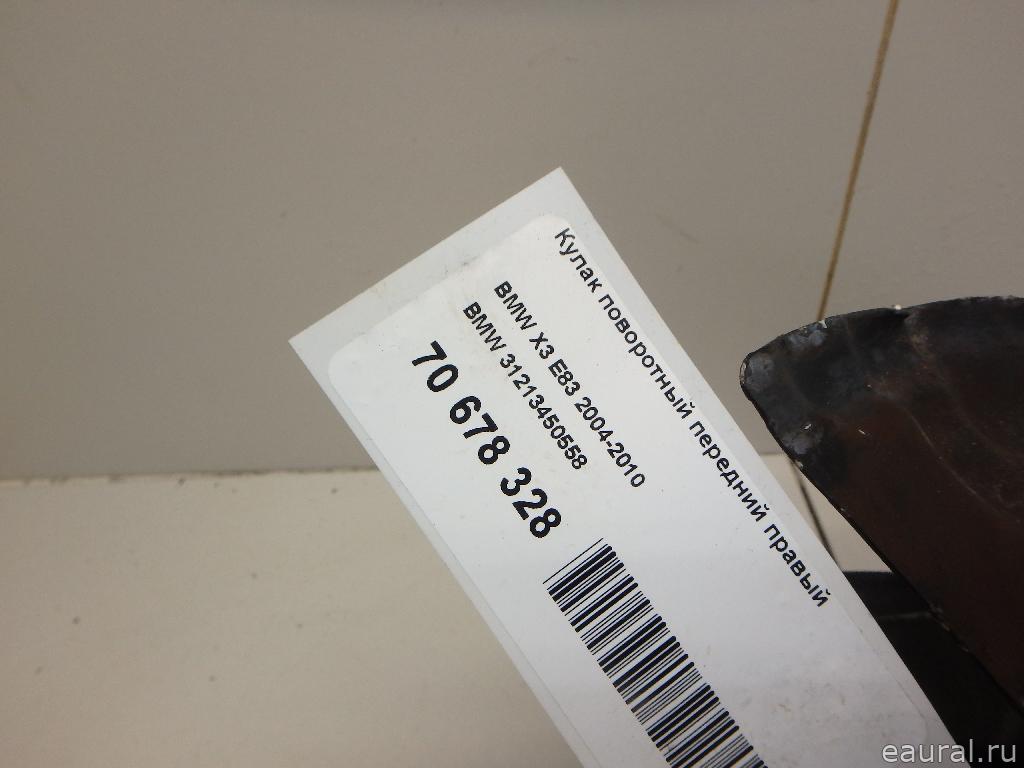 Кулак поворотный передний правый
BMW X3 E83 2004-2010
BMW 31213450558
70 678 328
eaural.ru